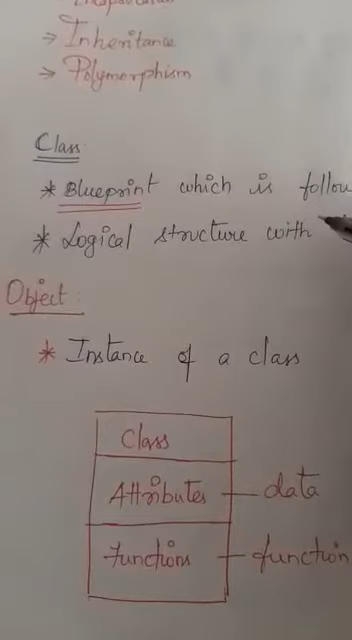 → Inheritance
→ Polymorphism
Class
* Blueprint which is follow
* Logical structure with
Object:
* Instance of a class
Class
Attributes — data
Functions — function